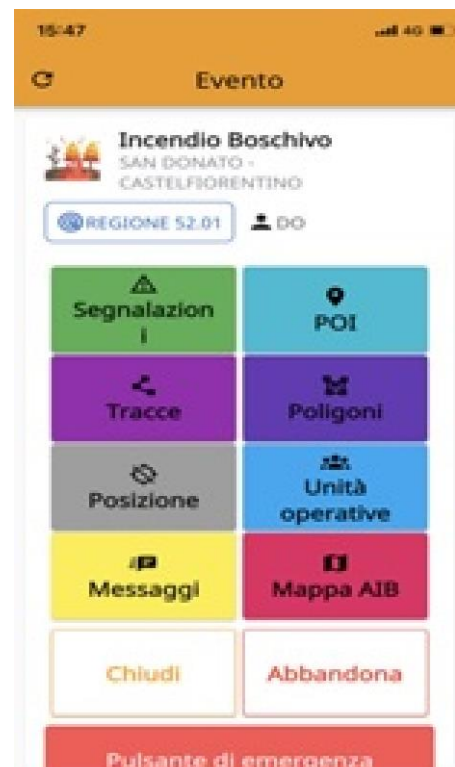 15:47
4G
Evento
Incendio Boschivo
SAN DONATO -
CASTELFIORENTINO
REGIONE 52.01
DO
Segnalazion
i
POI
Tracce
Poligoni
Posizione
Unità
operative
Messaggi
Mappa AIB
Chiudi
Abbandona
Pulsante di emergenza